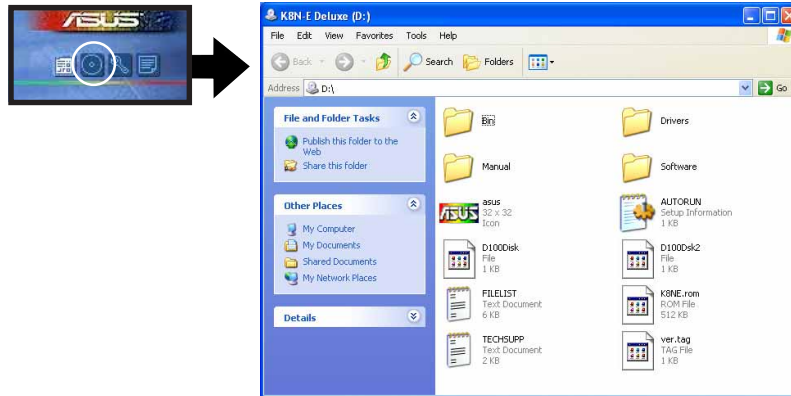 ASUS
K8N-E Deluxe (D:)
File Edit View Favorites Tools Help
Back Search Folders
Address D:\ Go
File and Folder Tasks
Publish this folder to the
Web
Share this folder
Other Places
My Computer
My Documents
Shared Documents
My Network Places
Details
Bin
Drivers
Manual
Software
ASUS
asus
32 x 32
Icon
AUTORUN
Setup Information
1 KB
D100Disk
File
1 KB
D100Dsk2
File
1 KB
FILELIST
Text Document
6 KB
K8NE.rom
ROM File
512 KB
TECHSUPP
Text Document
2 KB
ver.tag
TAG File
1 KB